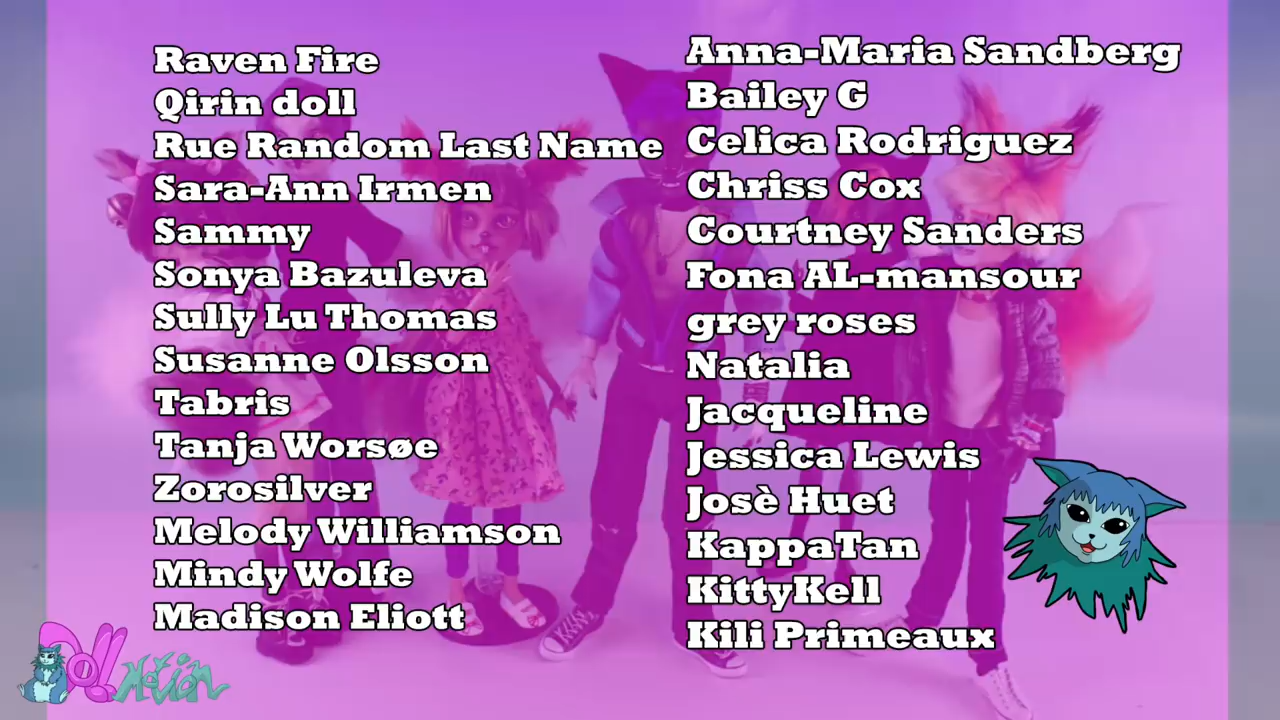 Raven Fire
Qirin doll
Rue Random Last Name
Sara-Ann Irmen
Sammy
Sonya Bazuleva
Sully Lu Thomas
Susanne Olsson
Tabris
Tanja Worsøe
Zorosilver
Melody Williamson
Mindy Wolfe
Madison Eliott
Anna-Maria Sandberg
Bailey G
Celica Rodriguez
Chriss Cox
Courtney Sanders
Fona AL-mansour
grey roses
Natalia
Jacqueline
Jessica Lewis
Josè Huet
KappaTan
KittyKell
Kili Primeaux
Doll Motion